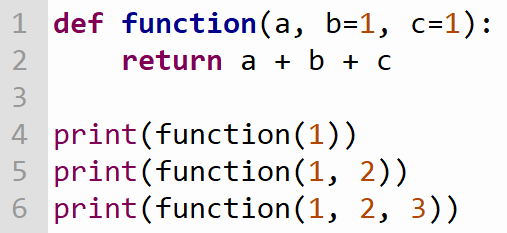 1 def function(a, b=1, c=1):
2     return a + b + c
3
4 print(function(1))
5 print(function(1, 2))
6 print(function(1, 2, 3))